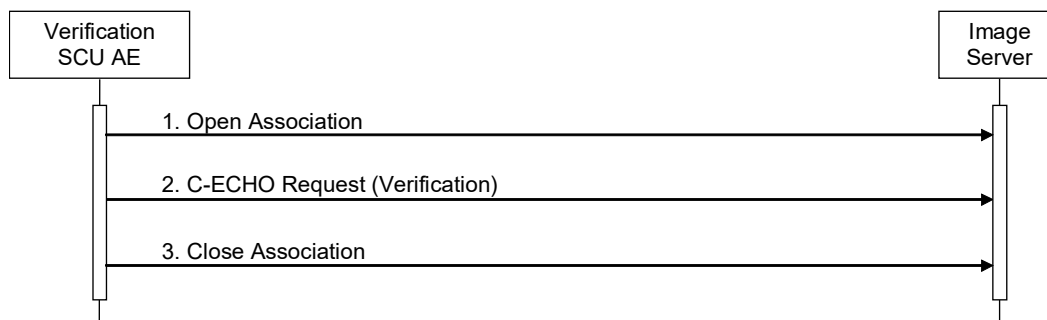 Verification
SCU AE
Image
Server
1. Open Association
2. C-ECHO Request (Verification)
3. Close Association